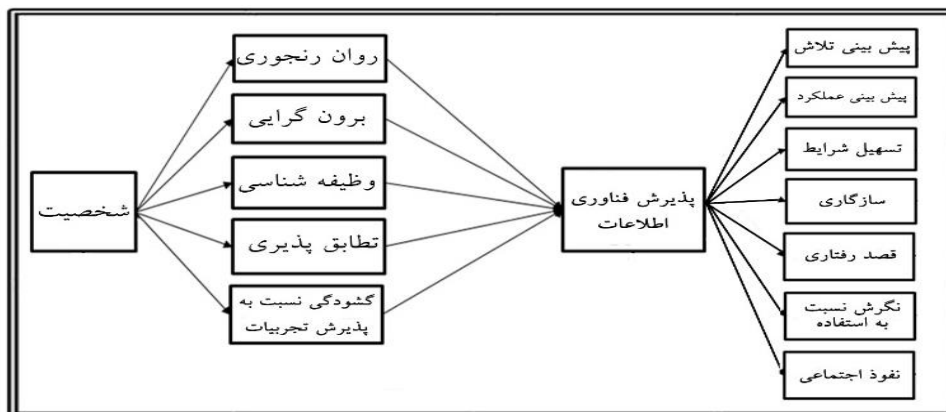 شخصیت
روان رنجوری
برون گرایی
وظیفه شناسی
تطابق پذیری
گشودگی نسبت به
پذیرش تجربیات
پذیرش فناوری
اطلاعات
پیش بینی تلاش
پیش بینی عملکرد
تسهیل شرایط
سازگاری
قصد رفتاری
نگرش نسبت
به استفاده
نفوذ اجتماعی